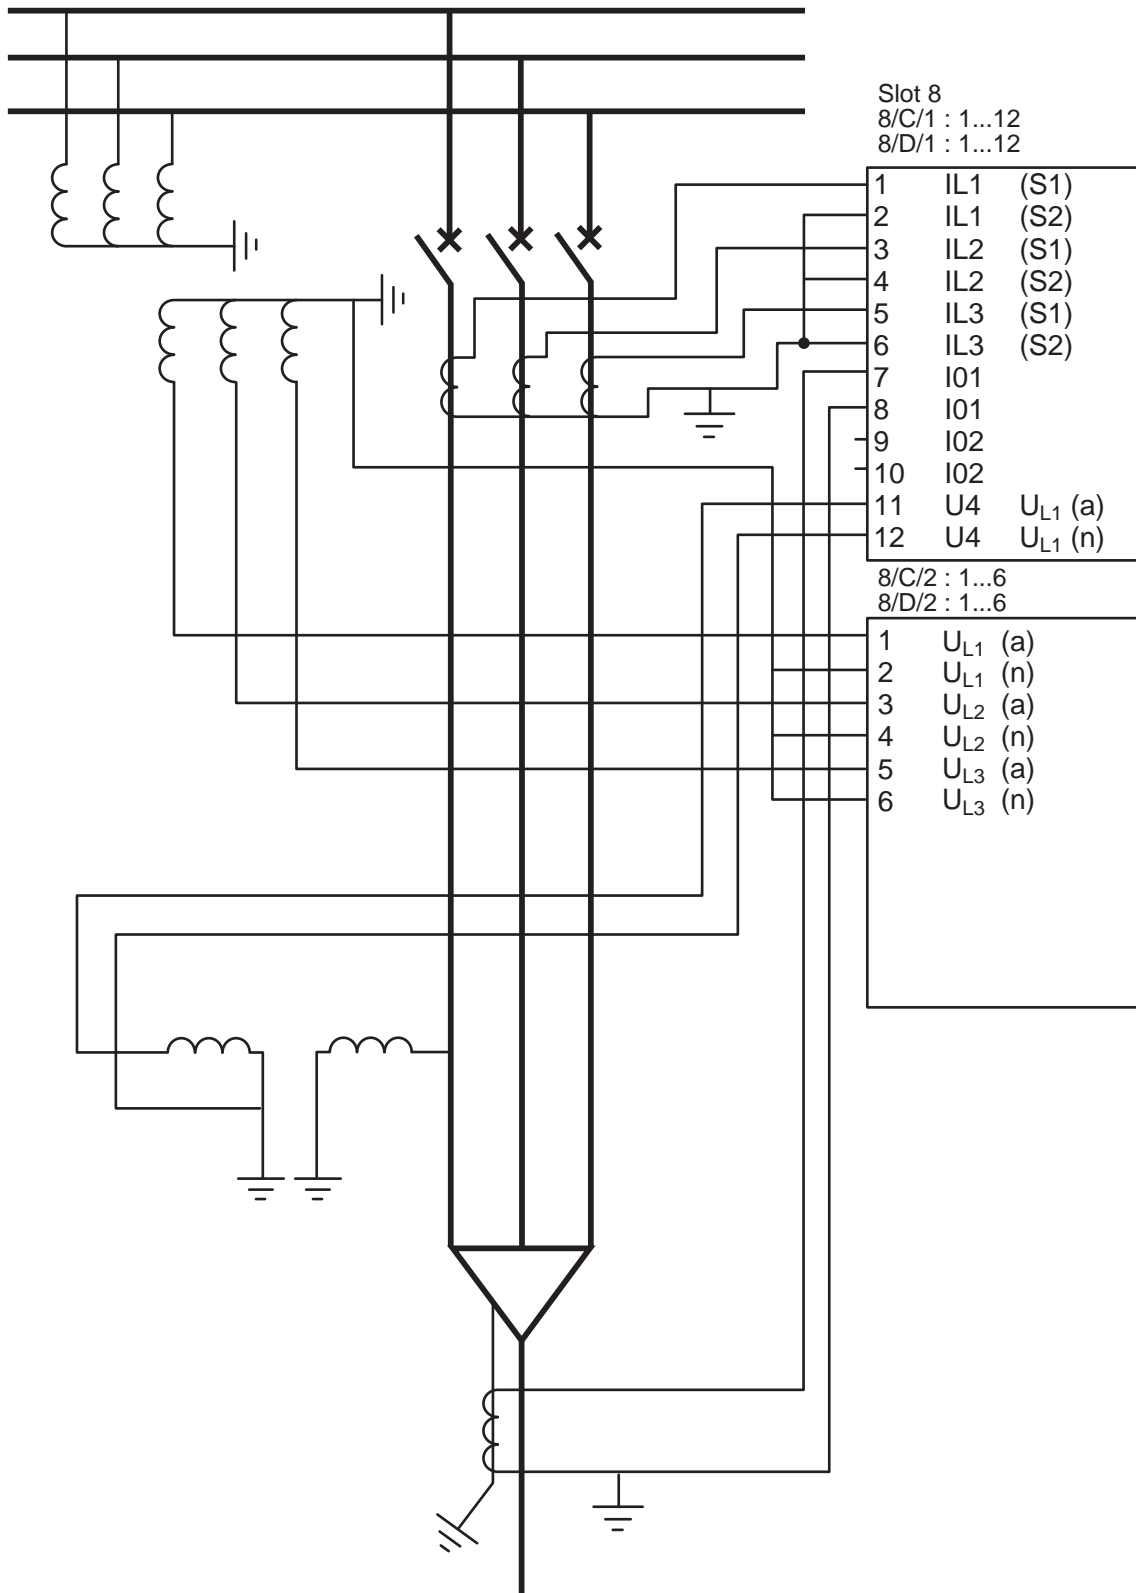 Slot 8
8/C/1 : 1...12
8/D/1 : 1...12
1 IL1 (S1)
2 IL1 (S2)
3 IL2 (S1)
4 IL2 (S2)
5 IL3 (S1)
6 IL3 (S2)
7 I01
8 I01
9 I02
10 I02
11 U4 UL1 (a)
12 U4 UL1 (n)
8/C/2 : 1...6
8/D/2 : 1...6
1 UL1 (a)
2 UL1 (n)
3 UL2 (a)
4 UL2 (n)
5 UL3 (a)
6 UL3 (n)